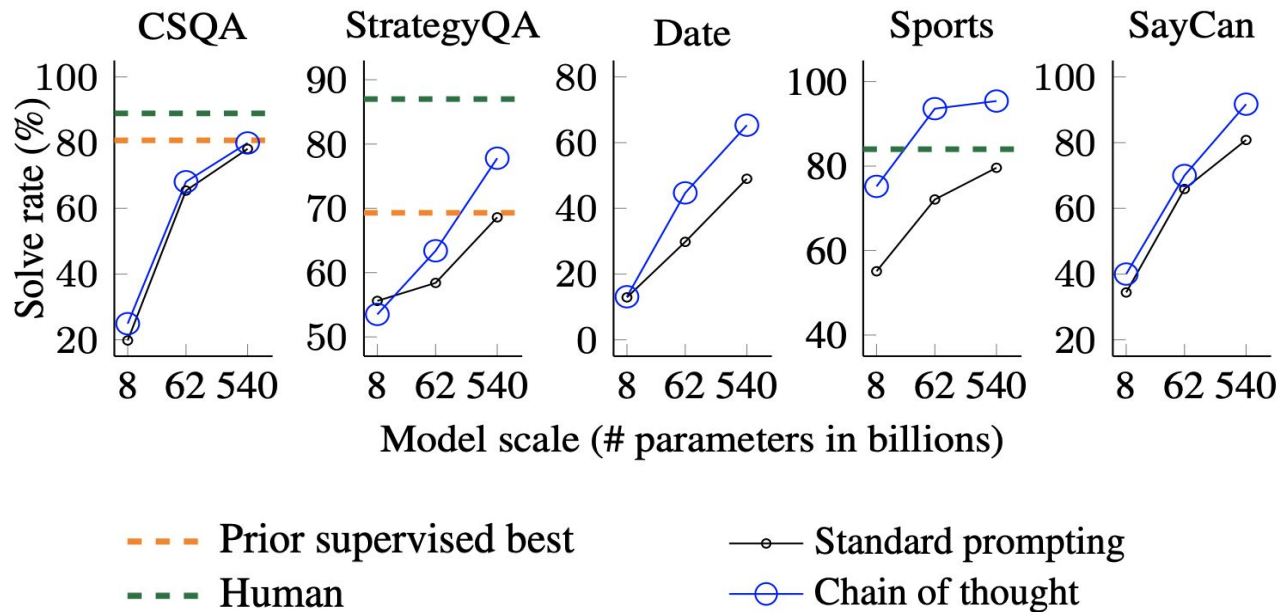 CSQA
StrategyQA
Date
Sports
SayCan
Solve rate (%)
100
80
60
40
20
8 62 540
90
80
70
60
50
8 62 540
80
60
40
20
0
8 62 540
100
80
60
40
8 62 540
100
80
60
40
20
8 62 540
Model scale (# parameters in billions)
Prior supervised best
Human
Standard prompting
Chain of thought